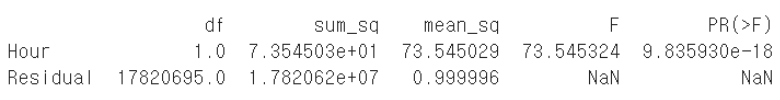 df sum_sq mean_sq F PR(>F)
Hour 1.0 7.354503e+01 73.545029 73.545324 9.835930e-18
Residual 17820695.0 1.782062e+07 0.999996 NaN NaN